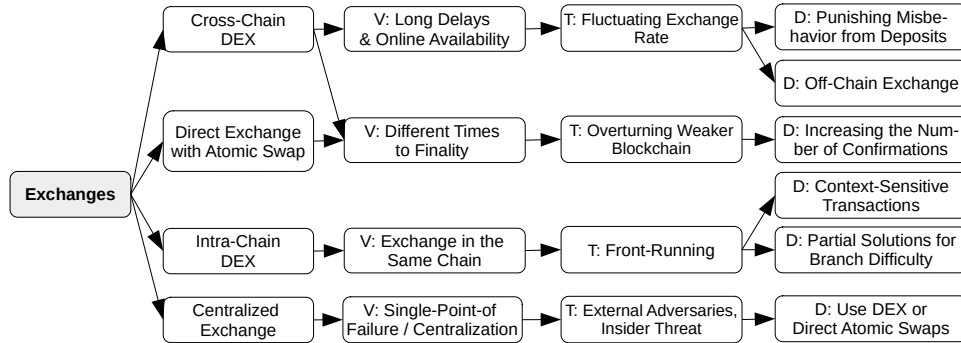 Exchanges
Cross-Chain
DEX
V: Long Delays
& Online Availability
T: Fluctuating Exchange
Rate
D: Punishing Misbe-
havior from Deposits
D: Off-Chain Exchange
Direct Exchange
with Atomic Swap
V: Different Times
to Finality
T: Overturning Weaker
Blockchain
D: Increasing the Num-
ber of Confirmations
Intra-Chain
DEX
V: Exchange in the
Same Chain
T: Front-Running
D: Context-Sensitive
Transactions
D: Partial Solutions for
Branch Difficulty
Centralized
Exchange
V: Single-Point-of
Failure / Centralization
T: External Adversaries,
Insider Threat
D: Use DEX or
Direct Atomic Swaps